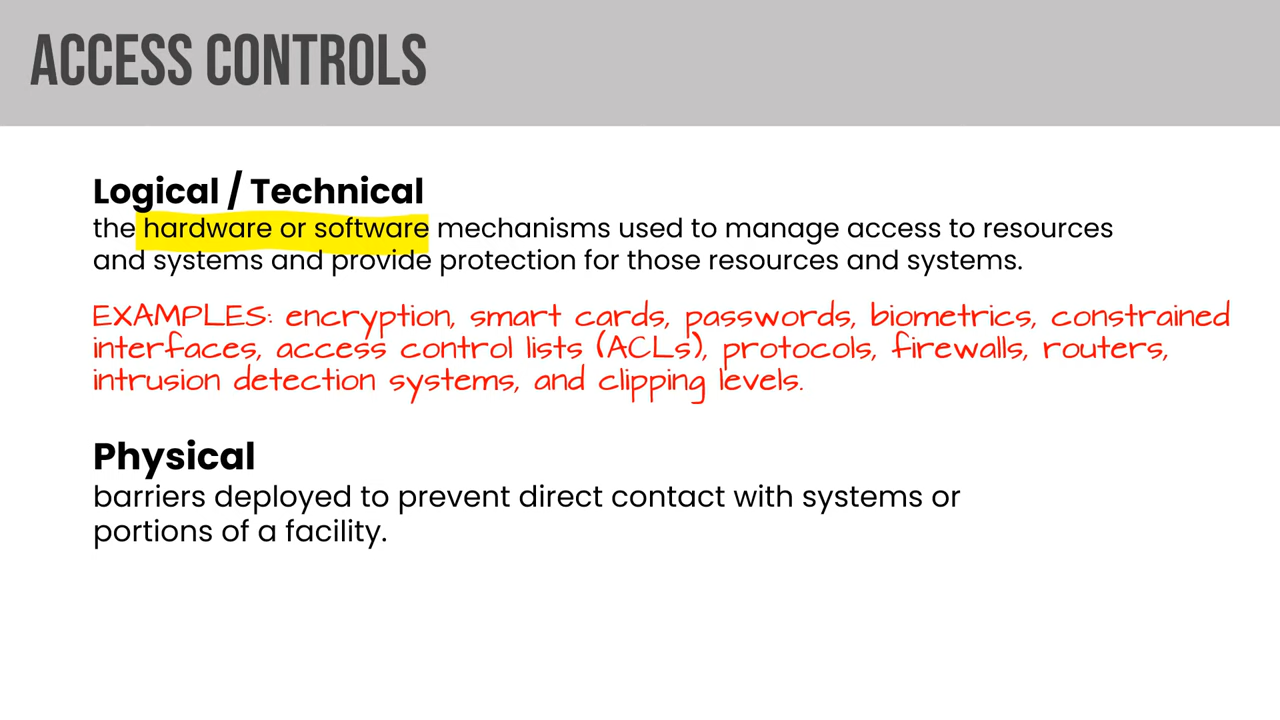 ACCESS CONTROLS
Logical / Technical
the hardware or software mechanisms used to manage access to resources
and systems and provide protection for those resources and systems.
EXAMPLES: encryption, smart cards, passwords, biometrics, constrained
interfaces, access control lists (ACLs), protocols, firewalls, routers,
intrusion detection systems, and clipping levels.
Physical
barriers deployed to prevent direct contact with systems or
portions of a facility.